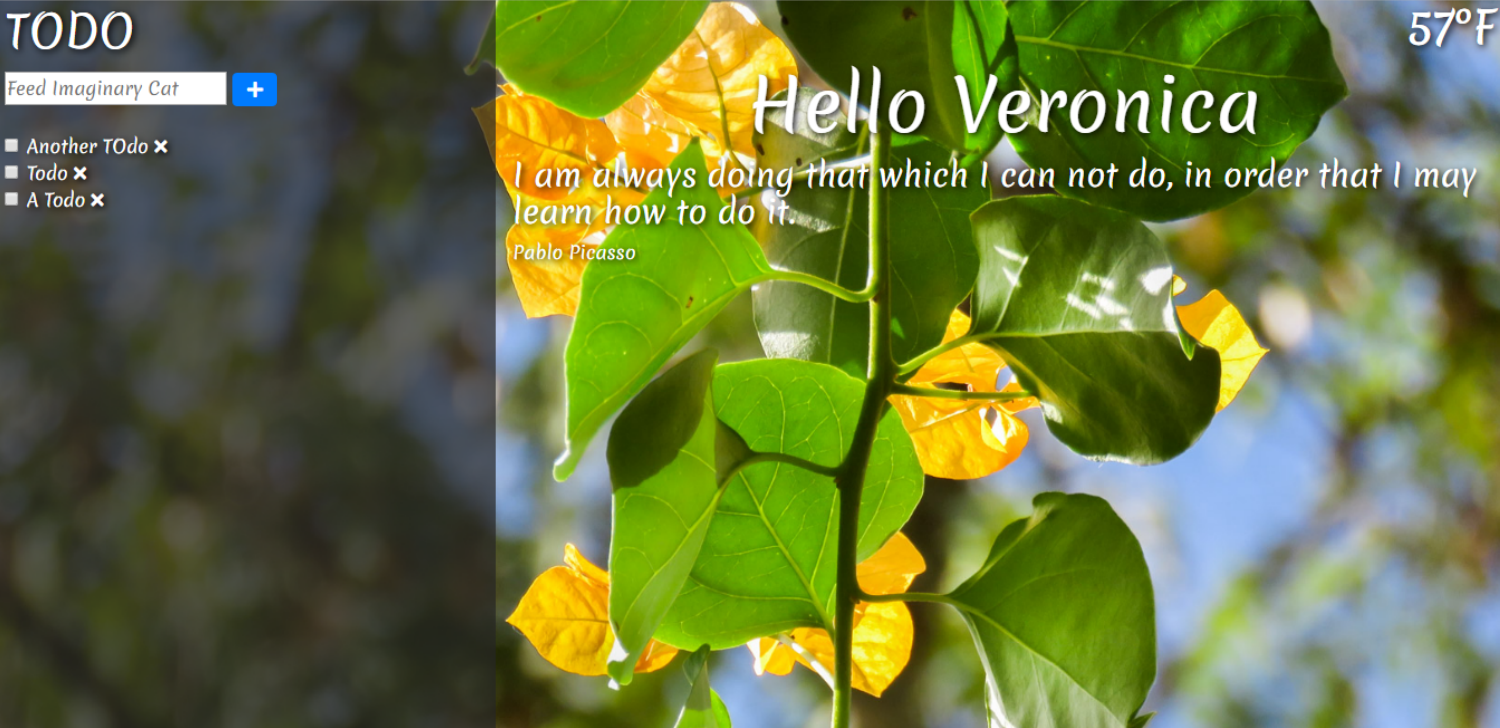 TODO
57°F
Feed Imaginary Cat
Hello Veronica
Another TOdo
Todo
A Todo
I am always doing that which I can not do, in order that I may
learn how to do it.
Pablo Picasso